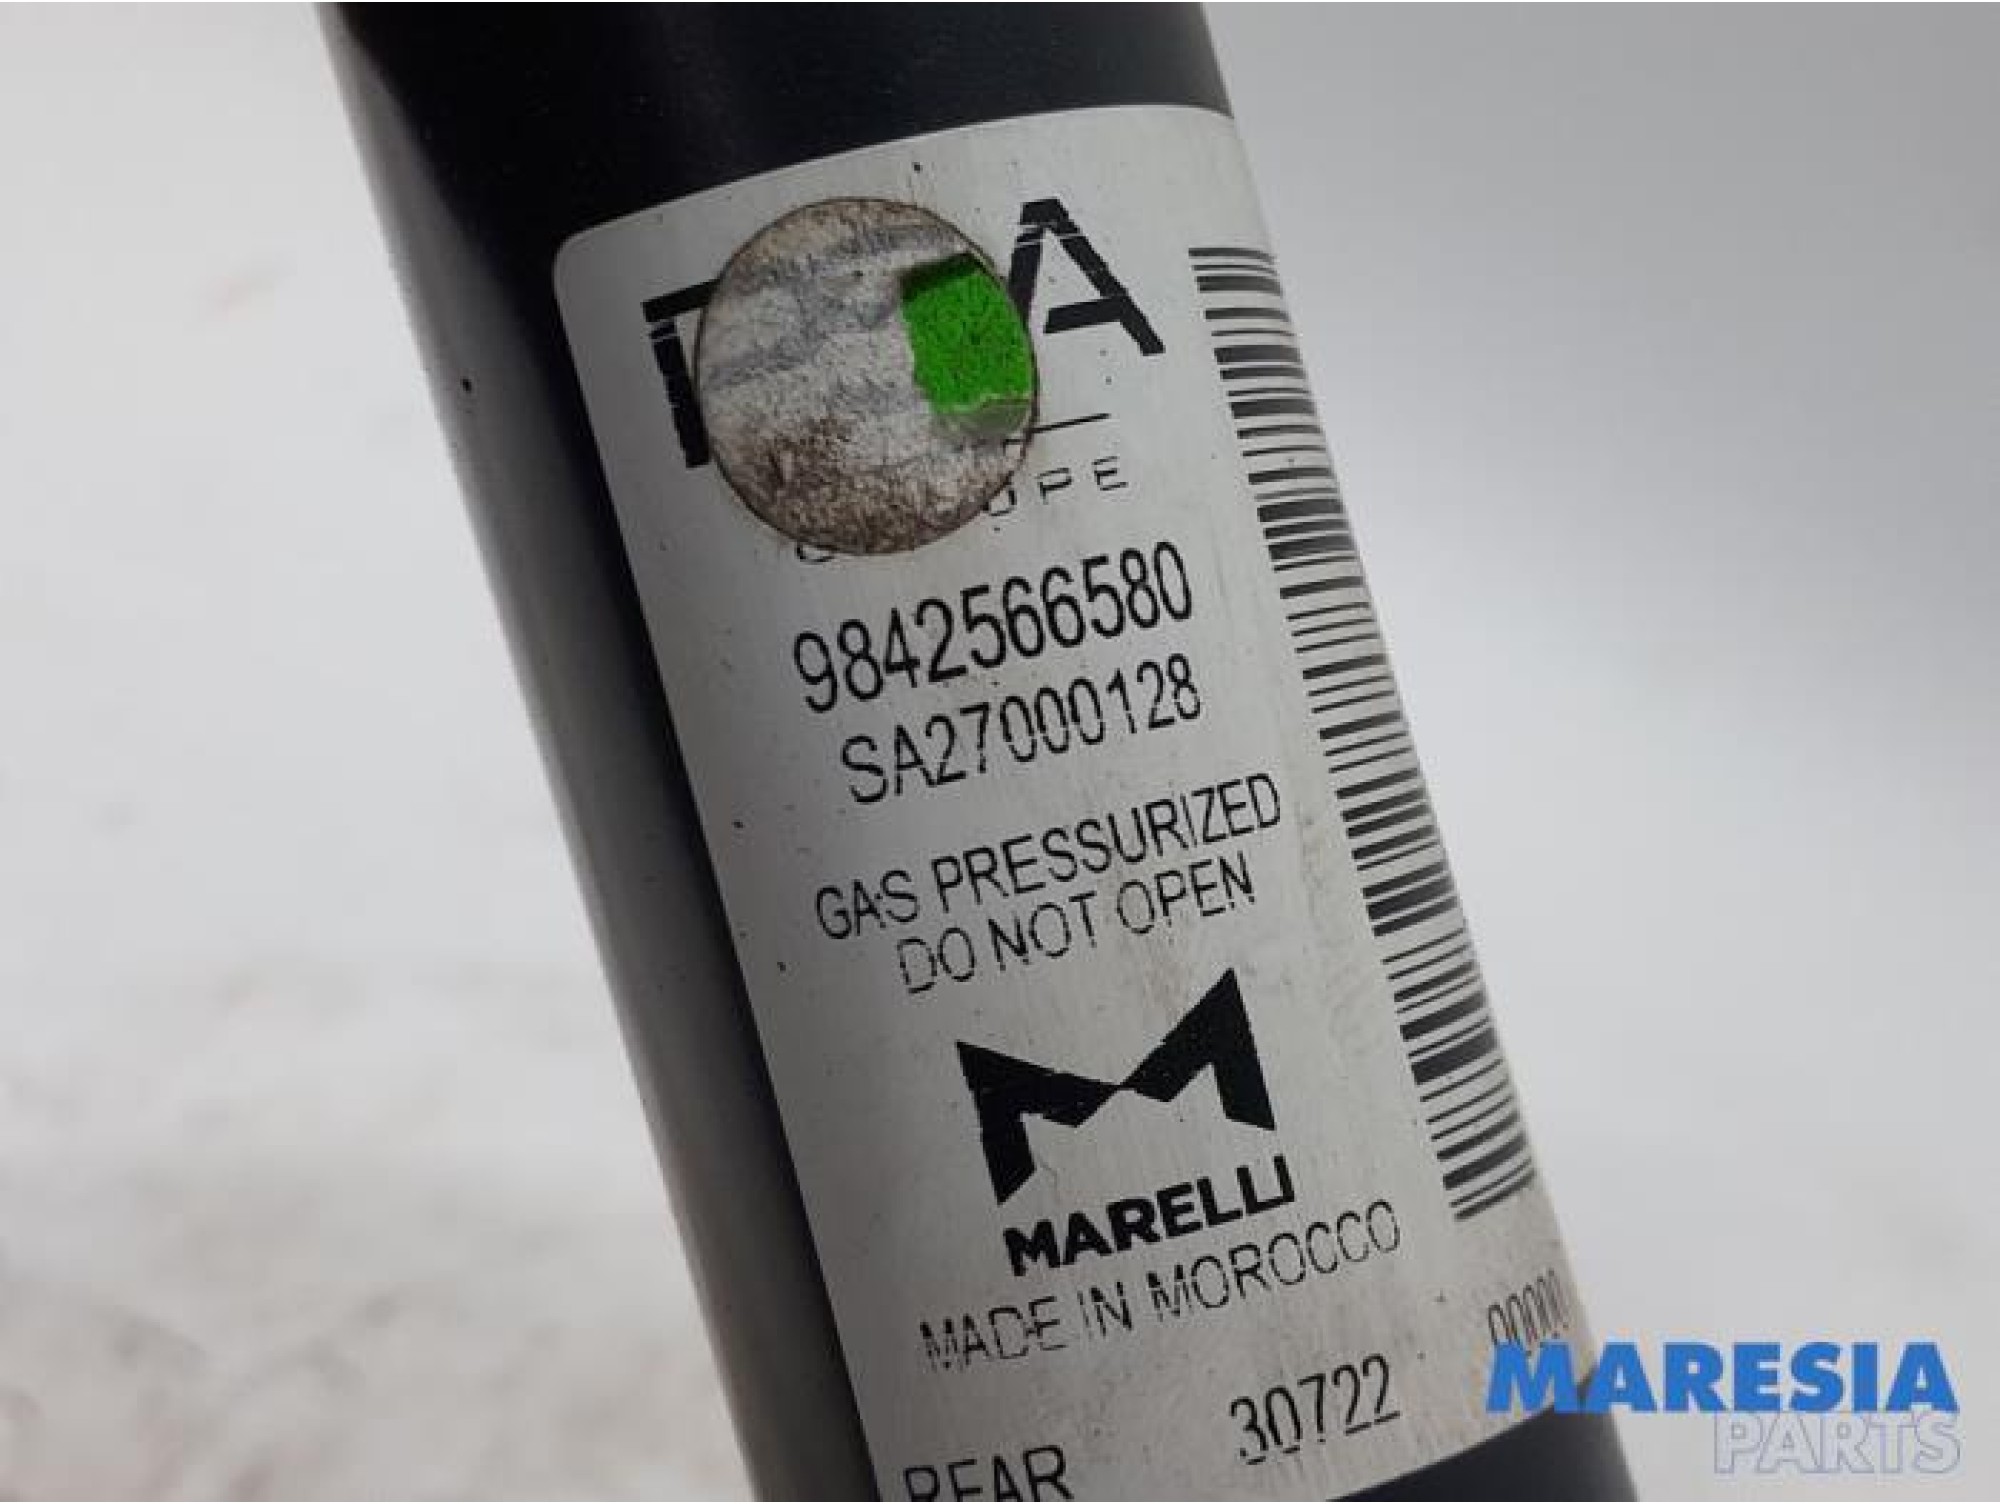 9842566580
SA27000128
GAS PRESSURIZED
DO NOT OPEN
MARELLI
MADE IN MOROCCO
30722
REAR
MARESIA
PARTS